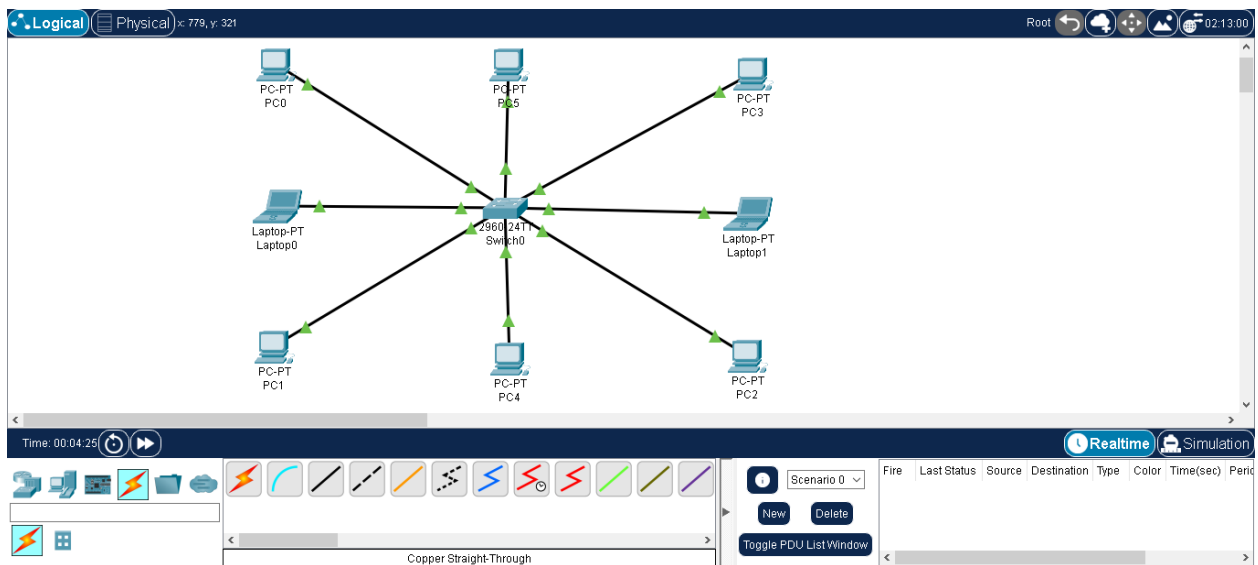 Logical Physical x: 779, y: 321 Root 02:13:00
PC-PT
PC0
PC-PT
PC5
PC-PT
PC3
Laptop-PT
Laptop0
2960-24TT
Switch0
Laptop-PT
Laptop1
PC-PT
PC1
PC-PT
PC4
PC-PT
PC2
Time: 00:04:25 Realtime Simulation
Scenario 0
New Delete
Toggle PDU List Window
Fire Last Status Source Destination Type Color Time(sec) Peric
Copper Straight-Through